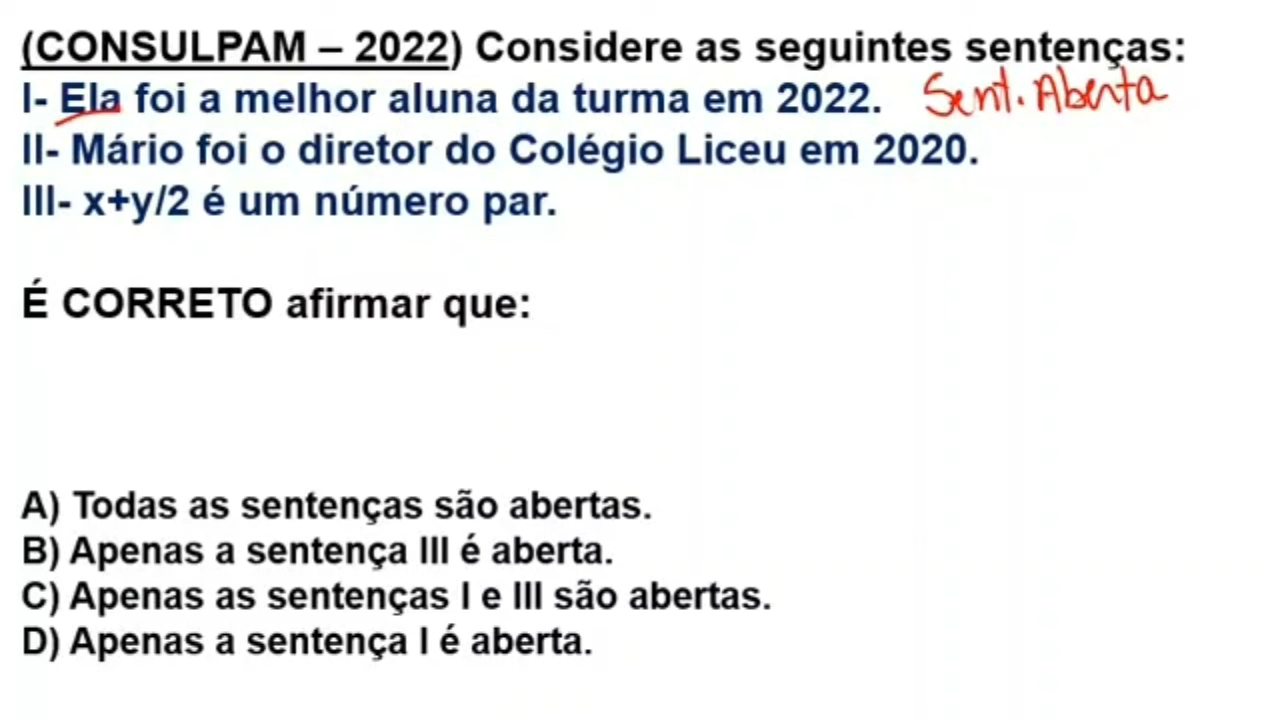 (CONSULPAM – 2022) Considere as seguintes sentenças:
I- Ela foi a melhor aluna da turma em 2022. Sent. Aberta
II- Mário foi o diretor do Colégio Liceu em 2020.
III- x+y/2 é um número par.
É CORRETO afirmar que:
A) Todas as sentenças são abertas.
B) Apenas a sentença III é aberta.
C) Apenas as sentenças I e III são abertas.
D) Apenas a sentença I é aberta.